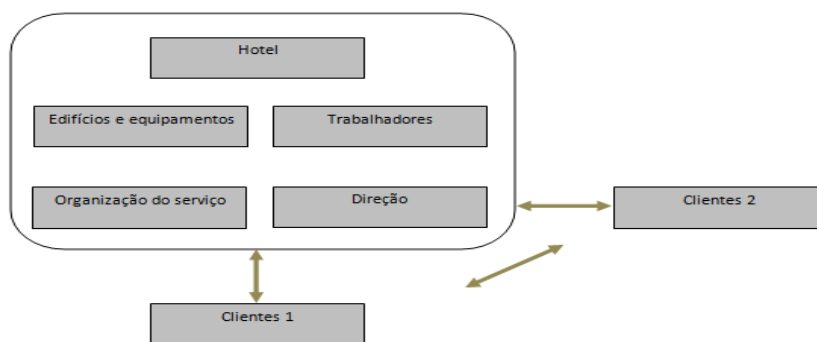 Hotel
Edifícios e equipamentos
Trabalhadores
Organização do serviço
Direção
Clientes 2
Clientes 1